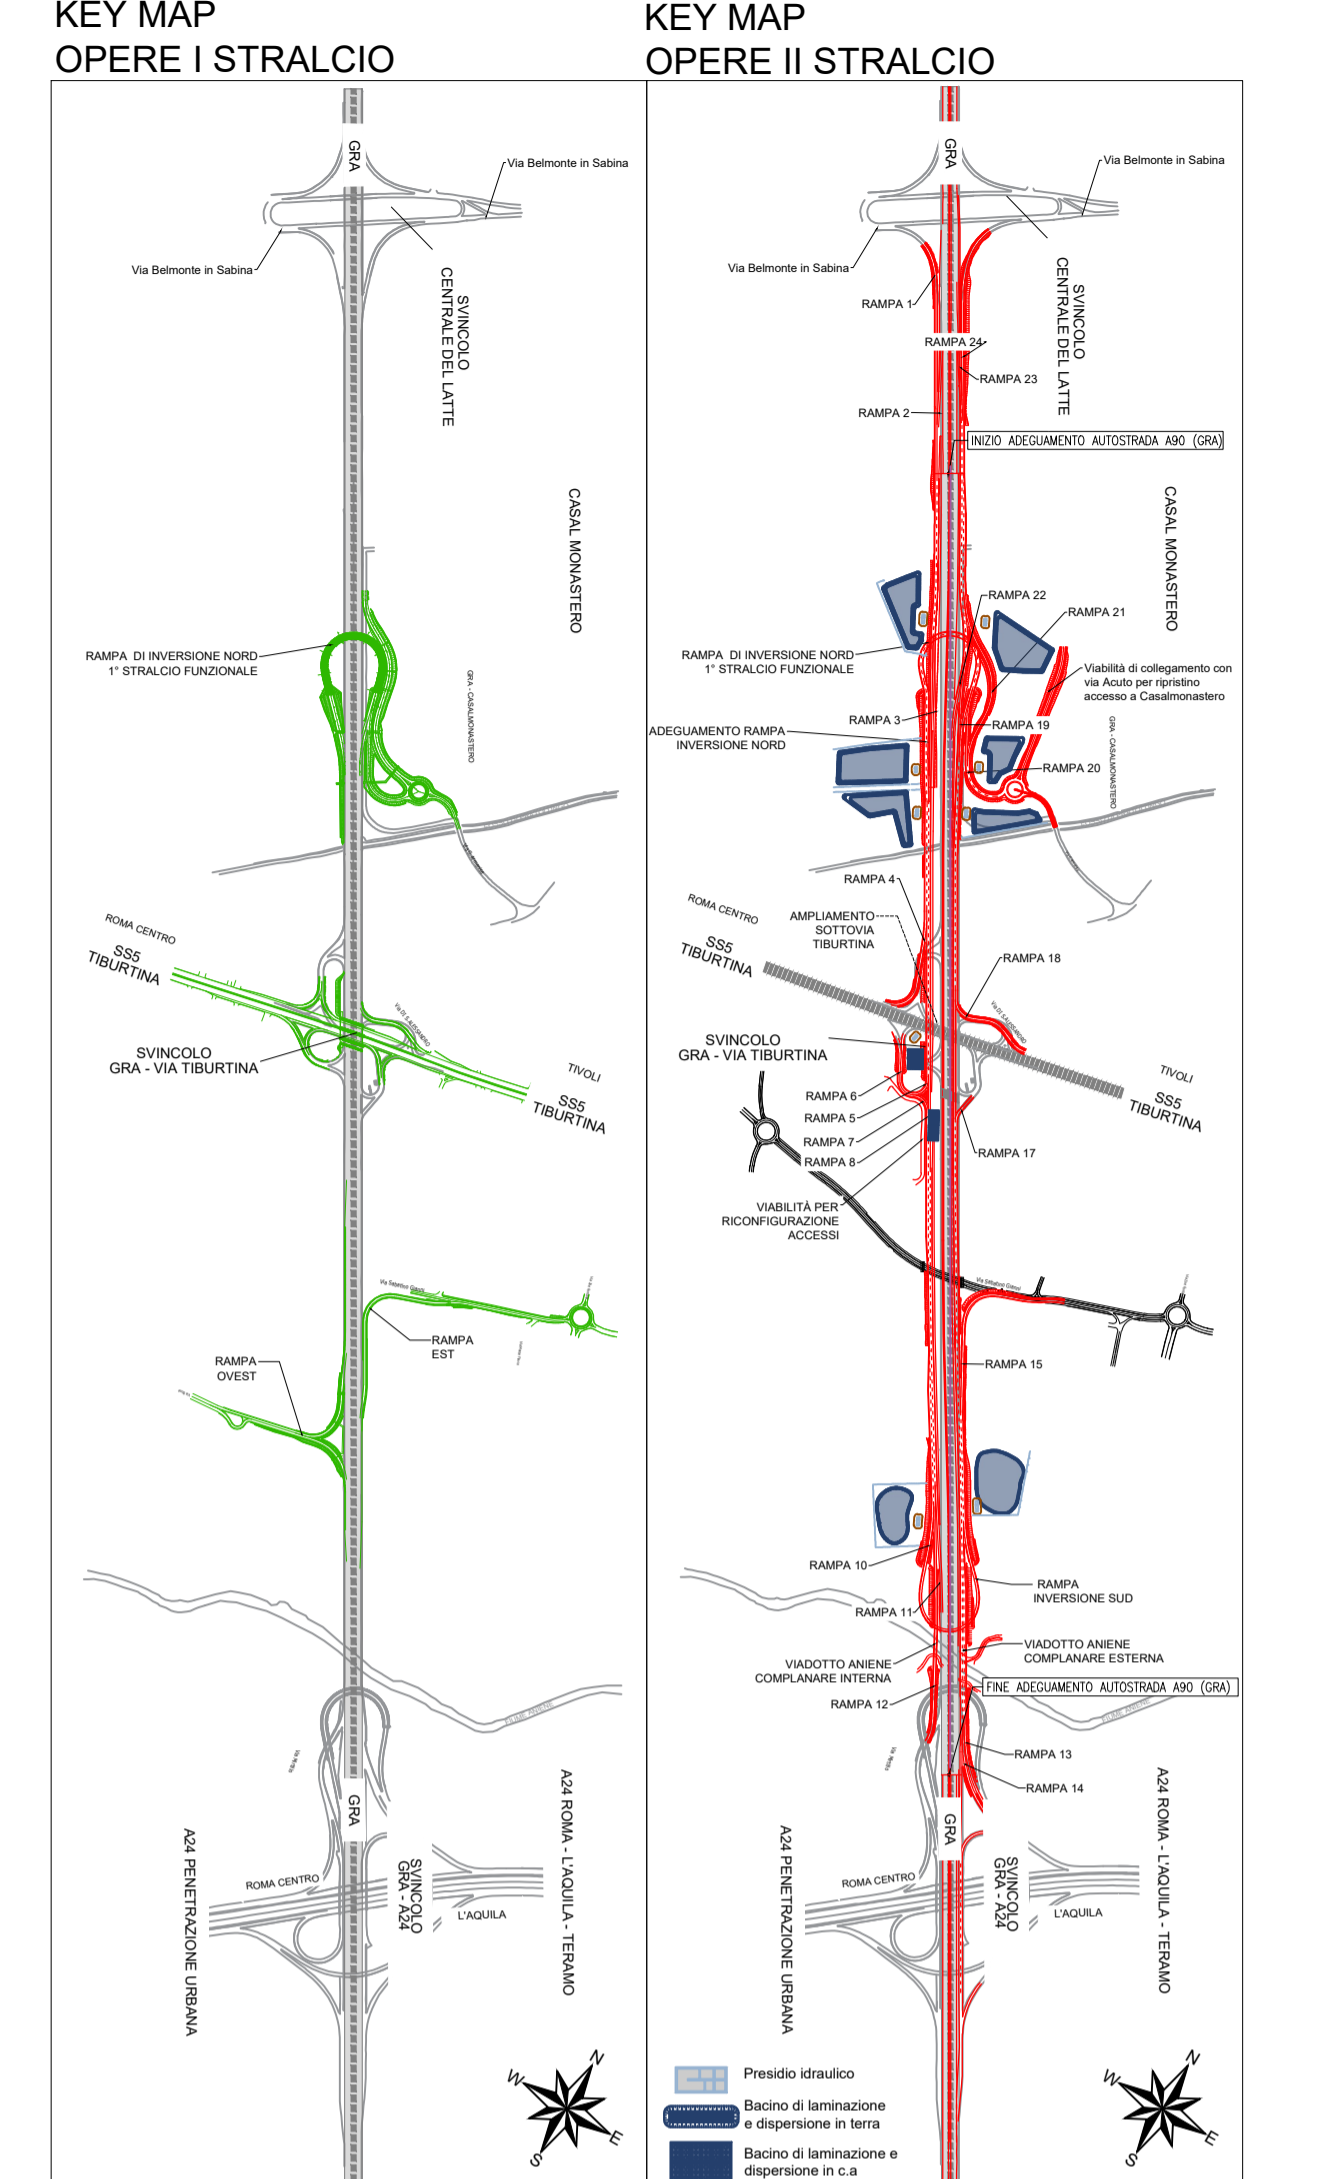 KEY MAP
OPERE I STRALCIO
GRA
Via Belmonte in Sabina
Via Belmonte in Sabina
SVINCOLO
CENTRALE DEL LATTE
CASAL MONASTERO
RAMPA DI INVERSIONE NORD
1° STRALCIO FUNZIONALE
GRA - CASALMONASTERO
ROMA CENTRO
SS5
TIBURTINA
Via DI S.ALESSANDRO
SVINCOLO
GRA - VIA TIBURTINA
TIVOLI
SS5
TIBURTINA
RAMPA
EST
RAMPA
OVEST
FIUME ANIENE
GRA
A24 ROMA - L'AQUILA - TERAMO
A24 PENETRAZIONE URBANA
SVINCOLO
GRA - A24
ROMA CENTRO
L'AQUILA
N
W
E
S
KEY MAP
OPERE II STRALCIO
GRA
Via Belmonte in Sabina
Via Belmonte in Sabina
SVINCOLO
CENTRALE DEL LATTE
RAMPA 1
RAMPA 24
RAMPA 23
RAMPA 2
INIZIO ADEGUAMENTO AUTOSTRADA A90 (GRA)
CASAL MONASTERO
RAMPA 22
RAMPA 21
RAMPA DI INVERSIONE NORD
1° STRALCIO FUNZIONALE
Viabilità di collegamento con
via Acuto per ripristino
accesso a Casalmonastero
RAMPA 3
RAMPA 19
ADEGUAMENTO RAMPA
INVERSIONE NORD
GRA - CASALMONASTERO
RAMPA 20
RAMPA 4
ROMA CENTRO
SS5
TIBURTINA
AMPLIAMENTO
SOTTOVIA
TIBURTINA
RAMPA 18
Via DI S.ALESSANDRO
SVINCOLO
GRA - VIA TIBURTINA
TIVOLI
SS5
TIBURTINA
RAMPA 6
RAMPA 5
RAMPA 7
RAMPA 8
RAMPA 17
VIABILITÀ PER
RICONFIGURAZIONE
ACCESSI
RAMPA 15
RAMPA 10
RAMPA
INVERSIONE SUD
RAMPA 11
VIADOTTO ANIENE
COMPLANARE ESTERNA
VIADOTTO ANIENE
COMPLANARE INTERNA
FINE ADEGUAMENTO AUTOSTRADA A90 (GRA)
RAMPA 12
FIUME ANIENE
RAMPA 13
RAMPA 14
GRA
A24 ROMA - L'AQUILA - TERAMO
A24 PENETRAZIONE URBANA
SVINCOLO
GRA - A24
ROMA CENTRO
L'AQUILA
N
W
E
S
Presidio idraulico
Bacino di laminazione
e dispersione in terra
Bacino di laminazione e
dispersione in c.a